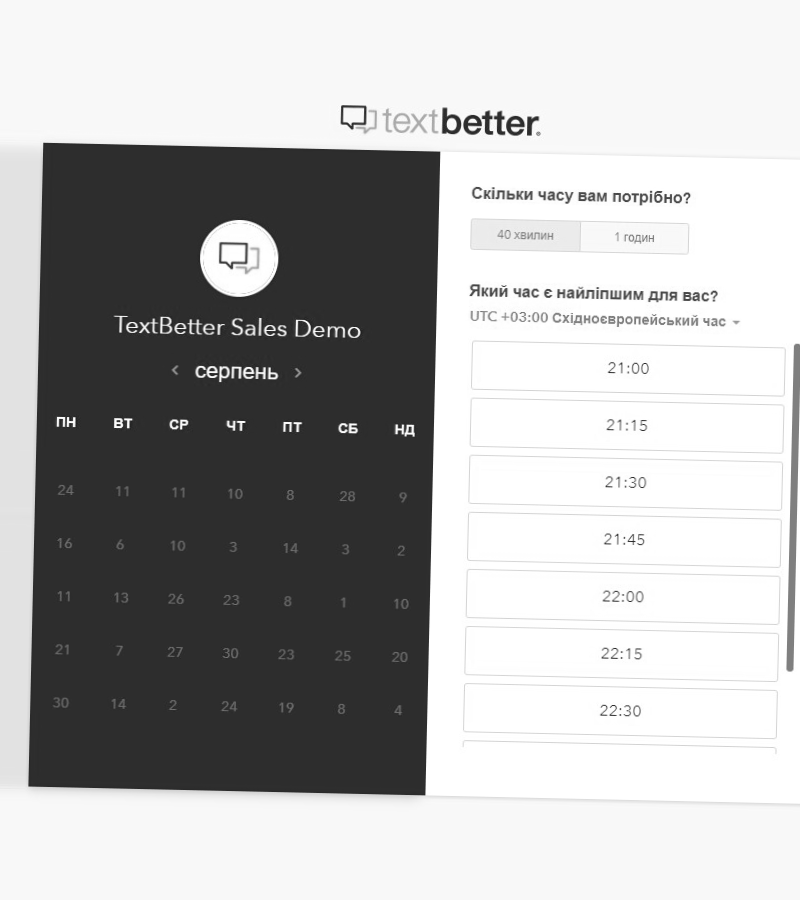 textbetter
TextBetter Sales Demo
серпень
ПН ВТ СР ЧТ ПТ СБ НД
24 11 11 10 8 28 9
16 6 10 3 14 3 2
11 13 26 23 8 1 10
21 7 27 30 23 25 20
30 14 2 24 19 8 4
Скільки часу вам потрібно?
40 хвилин 1 годин
Який час є найліпшим для вас?
UTC +03:00 Східноєвропейський час
21:00
21:15
21:30
21:45
22:00
22:15
22:30